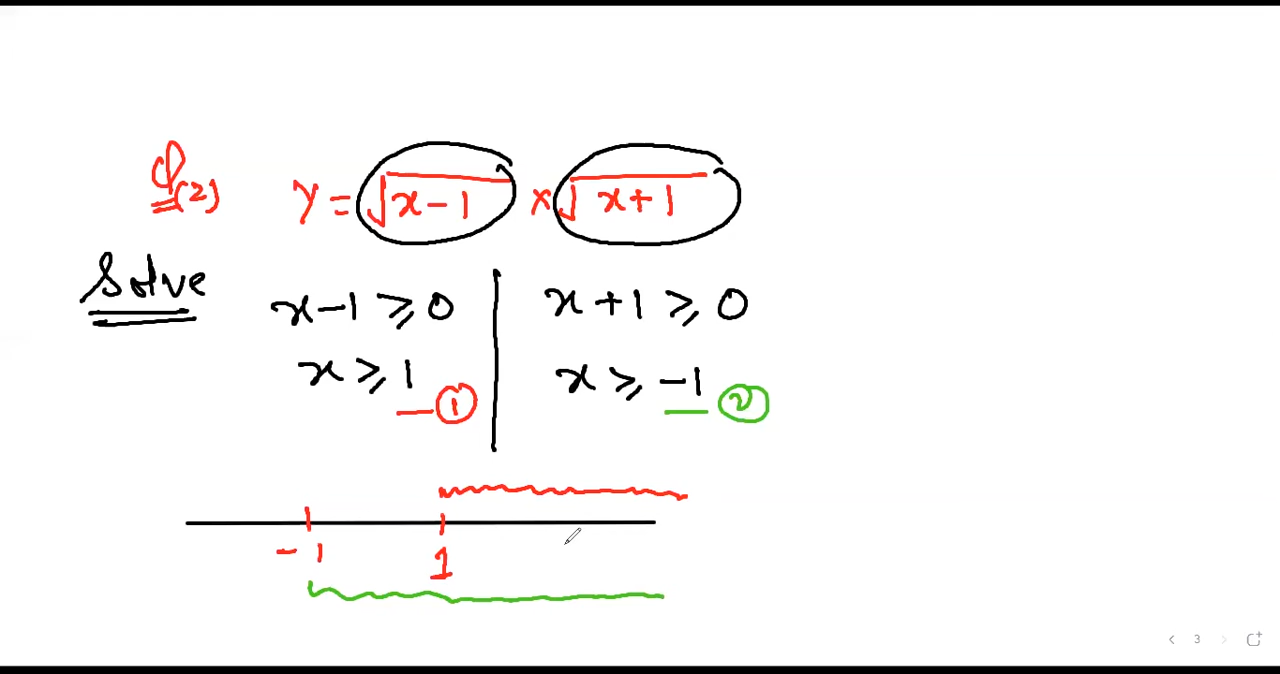 Q(2) y = √x-1 × √x+1
Solve
x-1 ≥ 0 x+1 ≥ 0
x ≥ 1 _ ① x ≥ -1 _ ②
-1 1
3